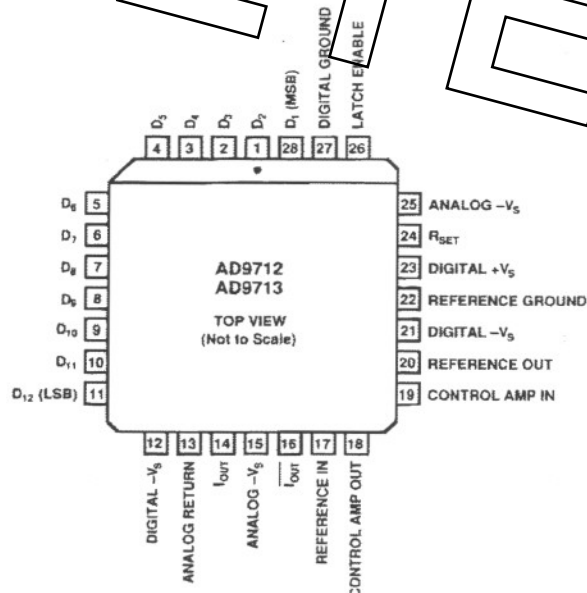 D₅
D₄
D₃
D₂
D₁ (MSB)
DIGITAL GROUND
LATCH ENABLE
4 3 2 1 28 27 26
D₆ 5
D₇ 6
D₈ 7
D₉ 8
D₁₀ 9
D₁₁ 10
D₁₂ (LSB) 11
AD9712
AD9713
TOP VIEW
(Not to Scale)
25 ANALOG –Vₛ
24 R_SET
23 DIGITAL +Vₛ
22 REFERENCE GROUND
21 DIGITAL –Vₛ
20 REFERENCE OUT
19 CONTROL AMP IN
12 13 14 15 16 17 18
DIGITAL –Vₛ
ANALOG RETURN
I_OUT
ANALOG –Vₛ
I_OUT
REFERENCE IN
CONTROL AMP OUT